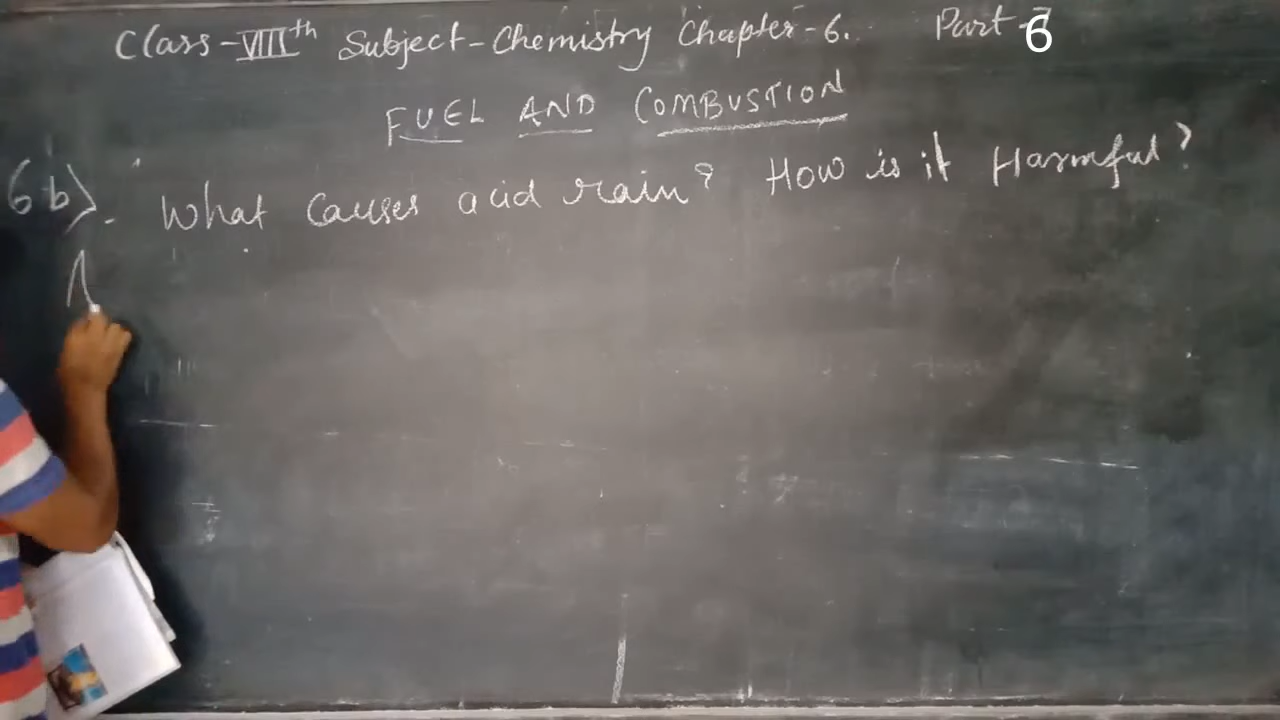 Class-VIIIth Subject-Chemistry Chapter-6. Part-6
FUEL AND COMBUSTION
6b). What Causes acid rain? How is it Harmful?
A